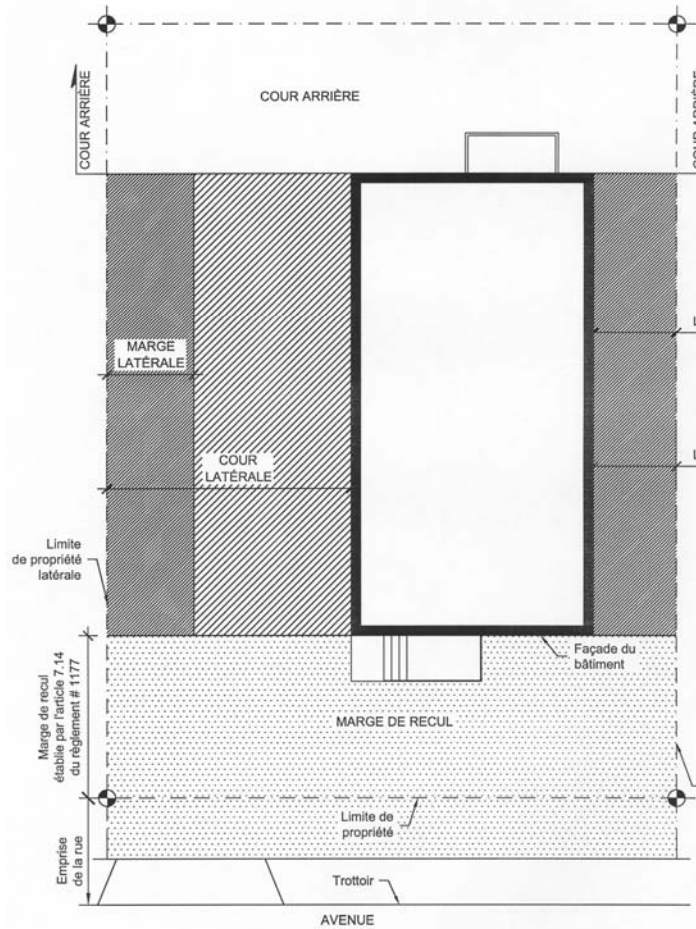 COUR ARRIÈRE
COUR ARRIÈRE
COUR ARRIÈRE
MARGE
LATÉRALE
COUR
LATÉRALE
Limite
de propriété
latérale
Façade du
bâtiment
Marge de recul
établie par l'article 7.14
du règlement # 1177
MARGE DE RECUL
Limite de
propriété
Emprise
de la rue
Trottoir
AVENUE